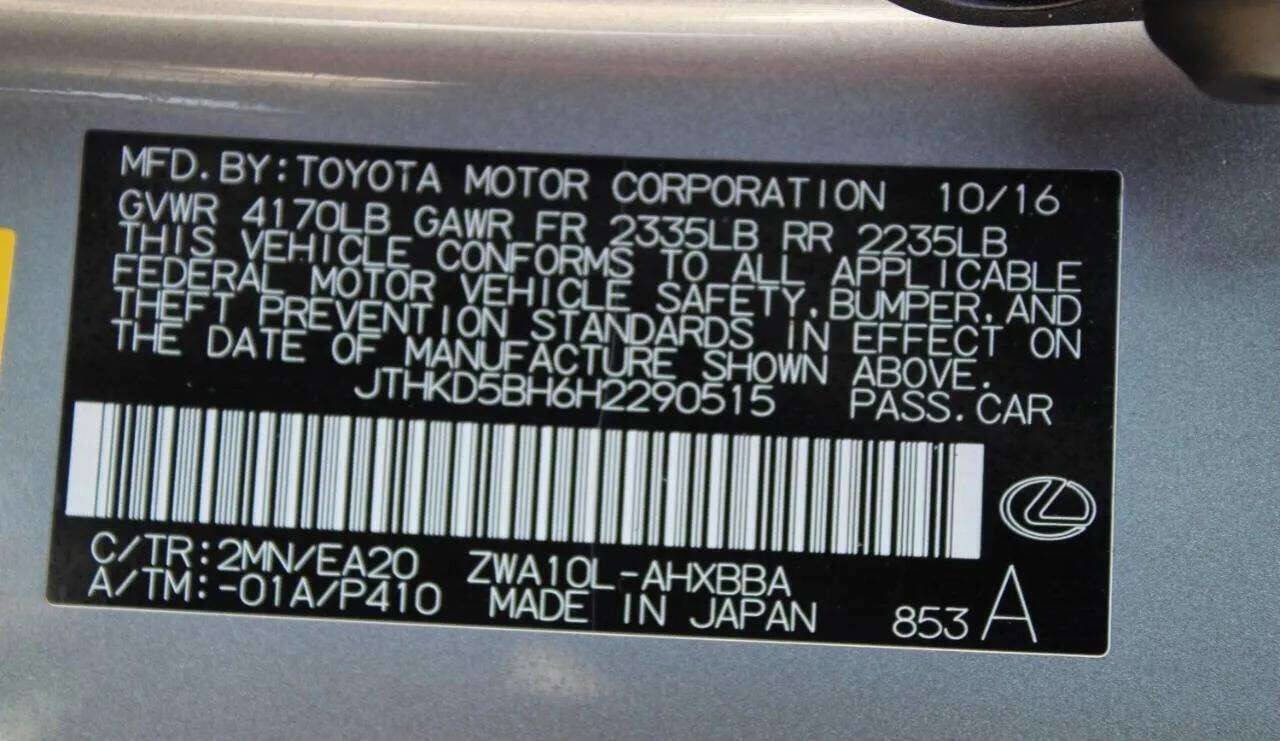 MFD. BY: TOYOTA MOTOR CORPORATION 10/16
GVWR 4170LB GAWR FR 2335LB RR 2235LB
THIS VEHICLE CONFORMS TO ALL APPLICABLE
FEDERAL MOTOR VEHICLE SAFETY, BUMPER, AND
THEFT PREVENTION STANDARDS IN EFFECT ON
THE DATE OF MANUFACTURE SHOWN ABOVE.
JTHKD5BH6H2290515 PASS. CAR
C/TR: 2MN/EA20 ZWA10L-AHXBBA
A/TM: -01A/P410 MADE IN JAPAN 853 A